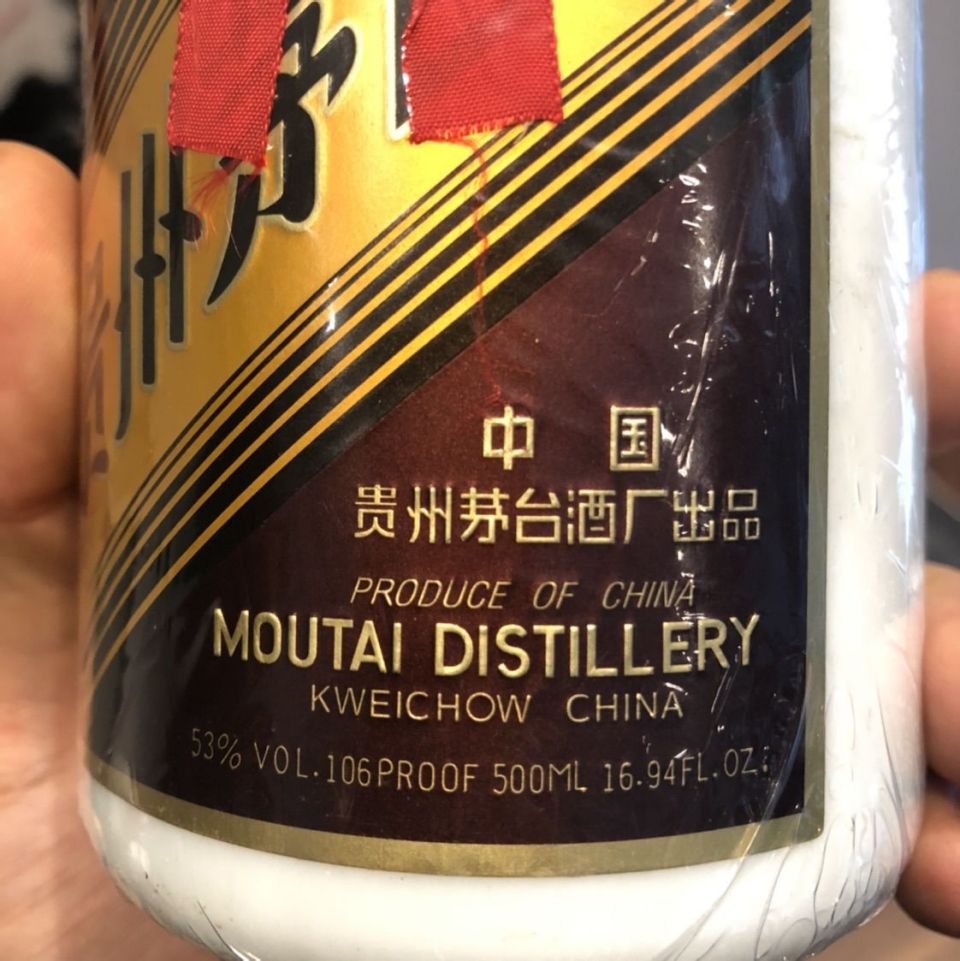 州
中国
贵州茅台酒厂出品
PRODUCE OF CHINA
MOUTAI DISTILLERY
KWEICHOW CHINA
53% VOL.106PROOF 500ML 16.94FL.OZ.